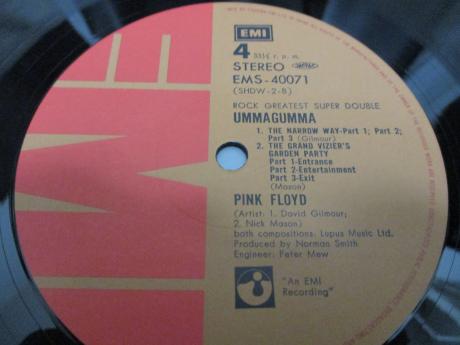 EMI
EMI
4 33⅓ r. p. m.
STEREO
EMS-40071
(SHDW-2-B)
ROCK GREATEST SUPER DOUBLE
UMMAGUMMA
1. THE NARROW WAY-Part 1; Part 2;
Part 3 (Gilmour)
2. THE GRAND VIZIER'S
GARDEN PARTY
Part 1-Entrance
Part 2-Entertainment
Part 3-Exit
(Mason)
PINK FLOYD
(Artist: 1. David Gilmour;
2. Nick Mason)
both compositions: Lupus Music Ltd.
Produced by Norman Smith
Engineer: Peter Mew
"An EMI
Recording"